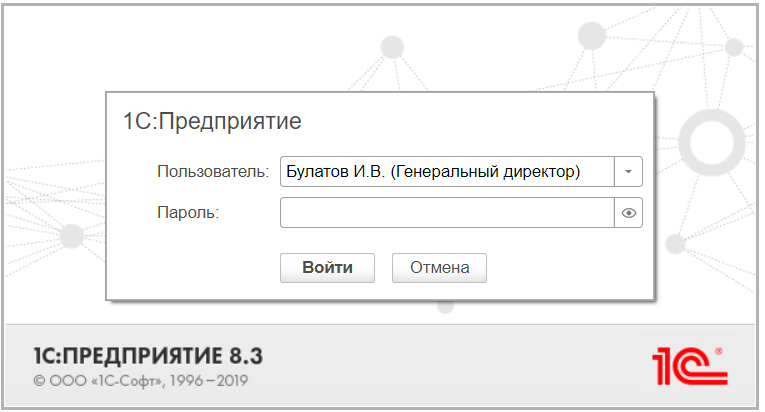 1С:Предприятие
Пользователь: Булатов И.В. (Генеральный директор)
Пароль:
Войти Отмена
1С:ПРЕДПРИЯТИЕ 8.3
© ООО «1С-Софт», 1996–2019
1С®